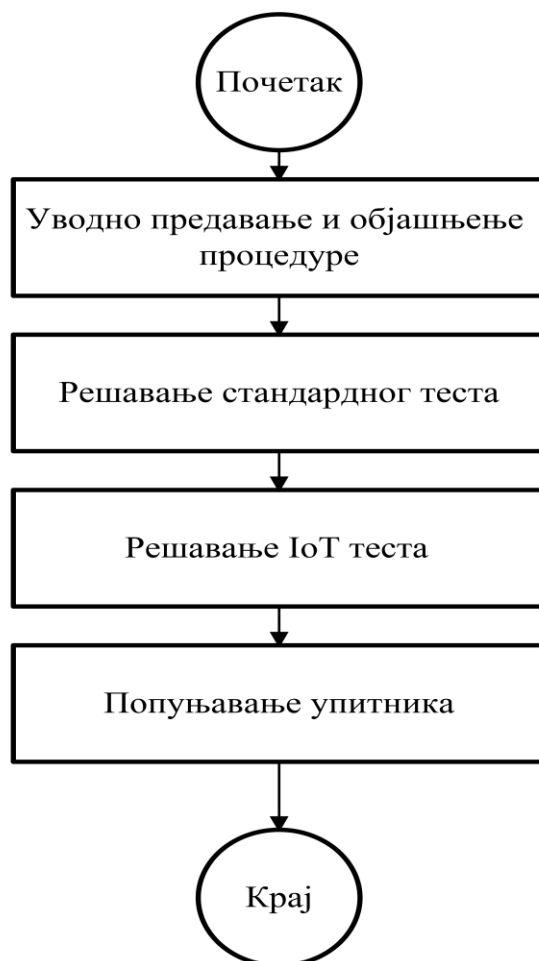 Почетак
Уводно предавање и објашњење
процедуре
Решавање стандардног теста
Решавање IoT теста
Попуњавање упитника
Крај